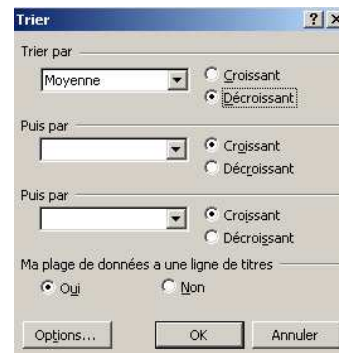 Trier
Trier par
Moyenne
Croissant
Décroissant
Puis par
Croissant
Décroissant
Puis par
Croissant
Décroissant
Ma plage de données a une ligne de titres
Oui Non
Options... OK Annuler